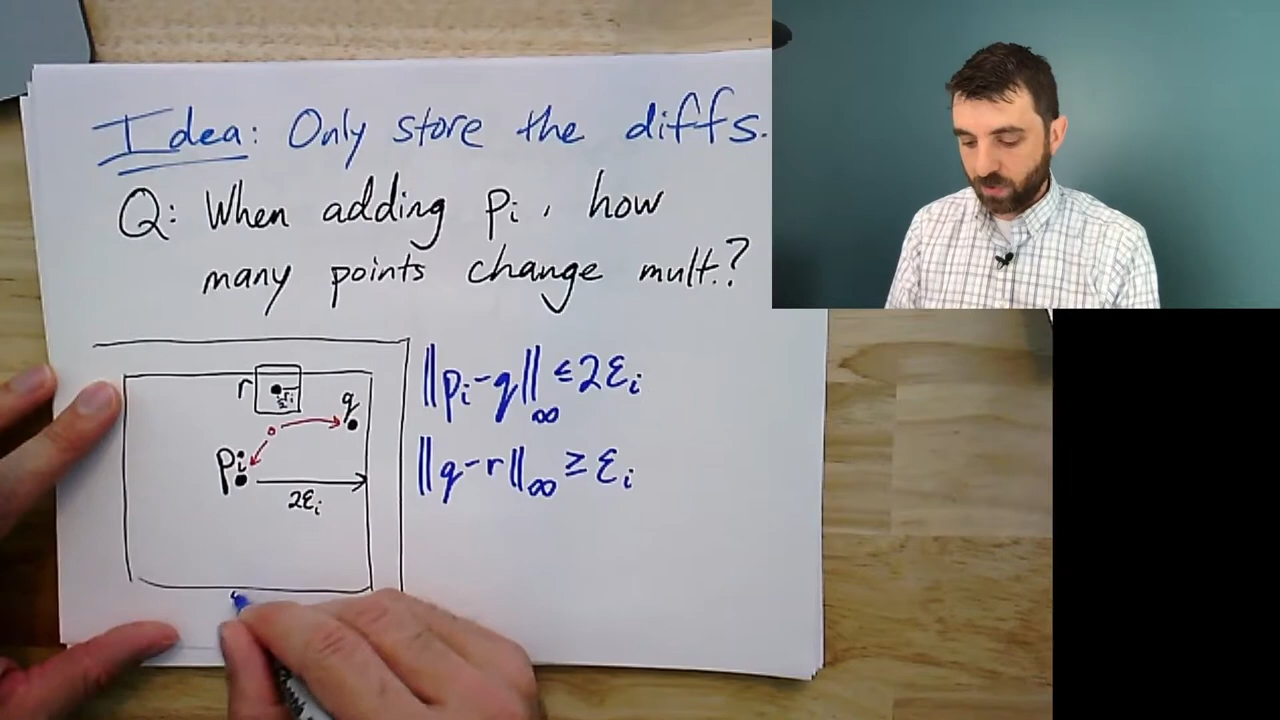 Idea: Only store the diffs.
Q: When adding pᵢ, how
many points change mult.?
r
q
pᵢ
2εᵢ
‖pᵢ-q‖∞ ≤ 2εᵢ
‖q-r‖∞ ≥ εᵢ